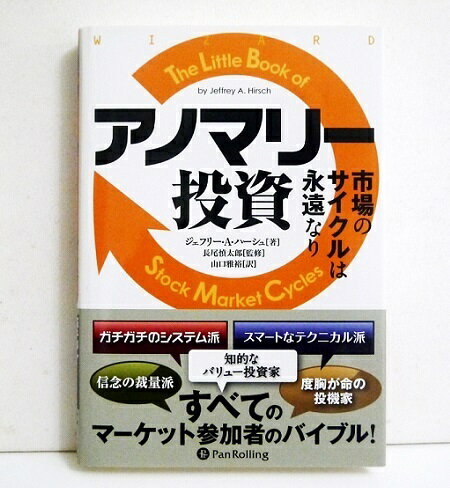 WIZARD
The Little Book of
by Jeffrey A. Hirsch
アノマリー
投資
市場の
サイクルは
永遠なり
ジェフリー・A・ハーシュ[著]
長尾慎太郎[監修]
山口雅裕[訳]
Stock Market Cycles
ガチガチのシステム派
スマートなテクニカル派
知的な
バリュー投資家
信念の裁量派
度胸が命の
投機家
すべての
マーケット参加者のバイブル!
PanRolling